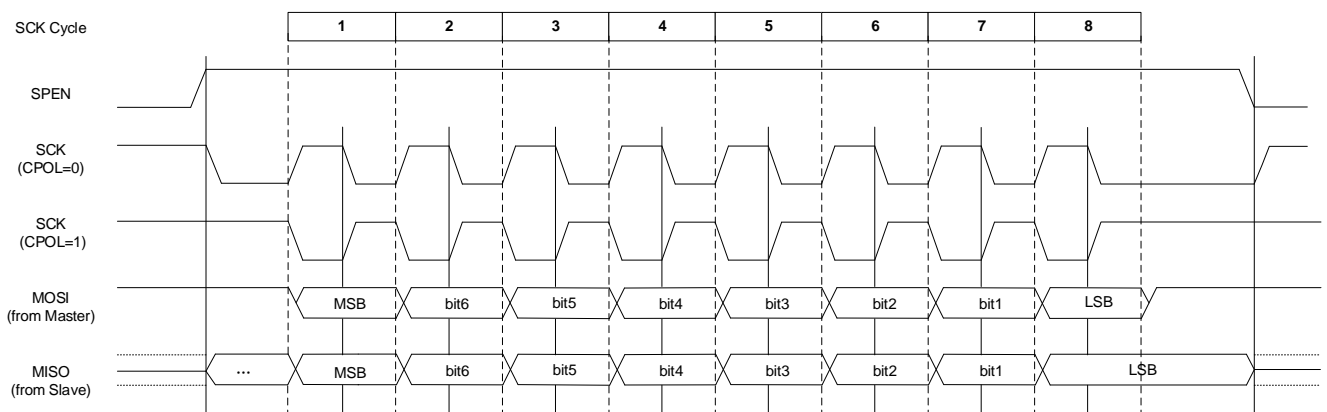 SCK Cycle 1 2 3 4 5 6 7 8
SPEN
SCK
(CPOL=0)
SCK
(CPOL=1)
MOSI
(from Master)
MSB bit6 bit5 bit4 bit3 bit2 bit1 LSB
MISO
(from Slave)
... MSB bit6 bit5 bit4 bit3 bit2 bit1 LSB